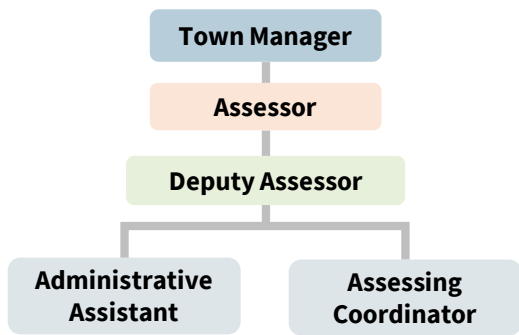 Town Manager
Assessor
Deputy Assessor
Administrative
Assistant
Assessing
Coordinator